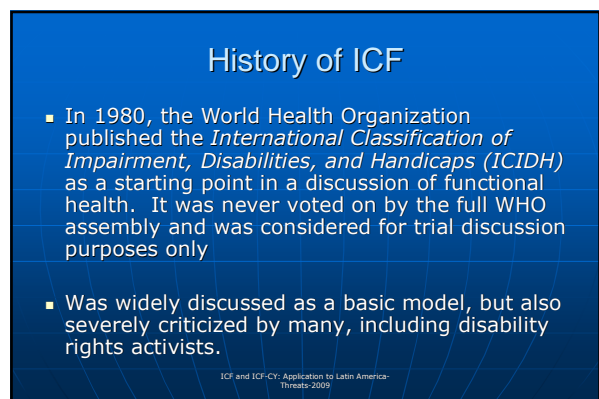 History of ICF
In 1980, the World Health Organization
published the International Classification of
Impairment, Disabilities, and Handicaps (ICIDH)
as a starting point in a discussion of functional
health. It was never voted on by the full WHO
assembly and was considered for trial discussion
purposes only
Was widely discussed as a basic model, but also
severely criticized by many, including disability
rights activists.
ICF and ICF-CY: Application to Latin America-
Threats-2009